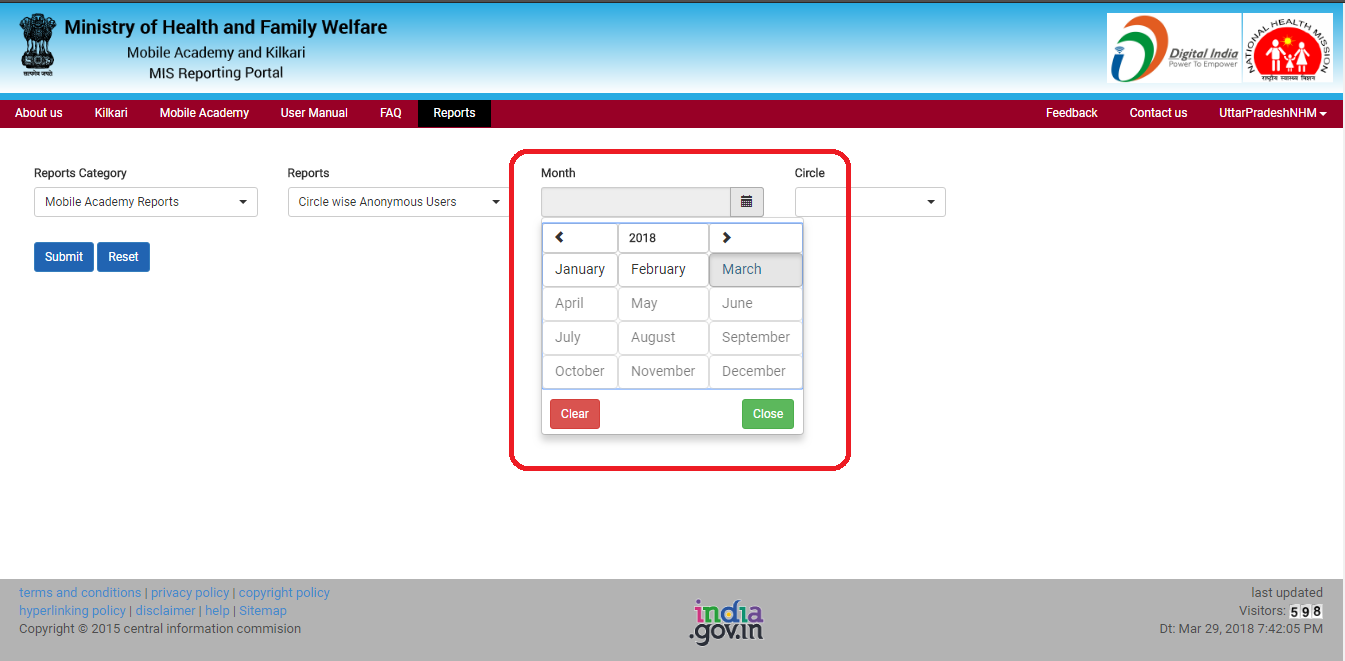 Ministry of Health and Family Welfare
Mobile Academy and Kilkari
MIS Reporting Portal
सत्यमेव जयते
Digital India
Power To Empower
NATIONAL HEALTH MISSION
राष्ट्रीय स्वास्थ्य मिशन
About us Kilkari Mobile Academy User Manual FAQ Reports Feedback Contact us UttarPradeshNHM
Reports Category Reports Month Circle
Mobile Academy Reports Circle wise Anonymous Users
Submit Reset
2018
January February March
April May June
July August September
October November December
Clear Close
terms and conditions | privacy policy | copyright policy
hyperlinking policy | disclaimer | help | Sitemap
Copyright © 2015 central information commision
india
.gov.in
last updated
Visitors: 598
Dt: Mar 29, 2018 7:42:05 PM